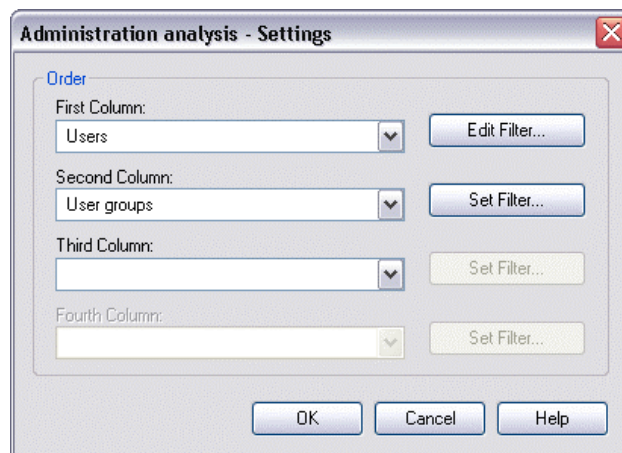 Administration analysis - Settings
Order
First Column:
Users
Edit Filter...
Second Column:
User groups
Set Filter...
Third Column:
Set Filter...
Fourth Column:
Set Filter...
OK
Cancel
Help